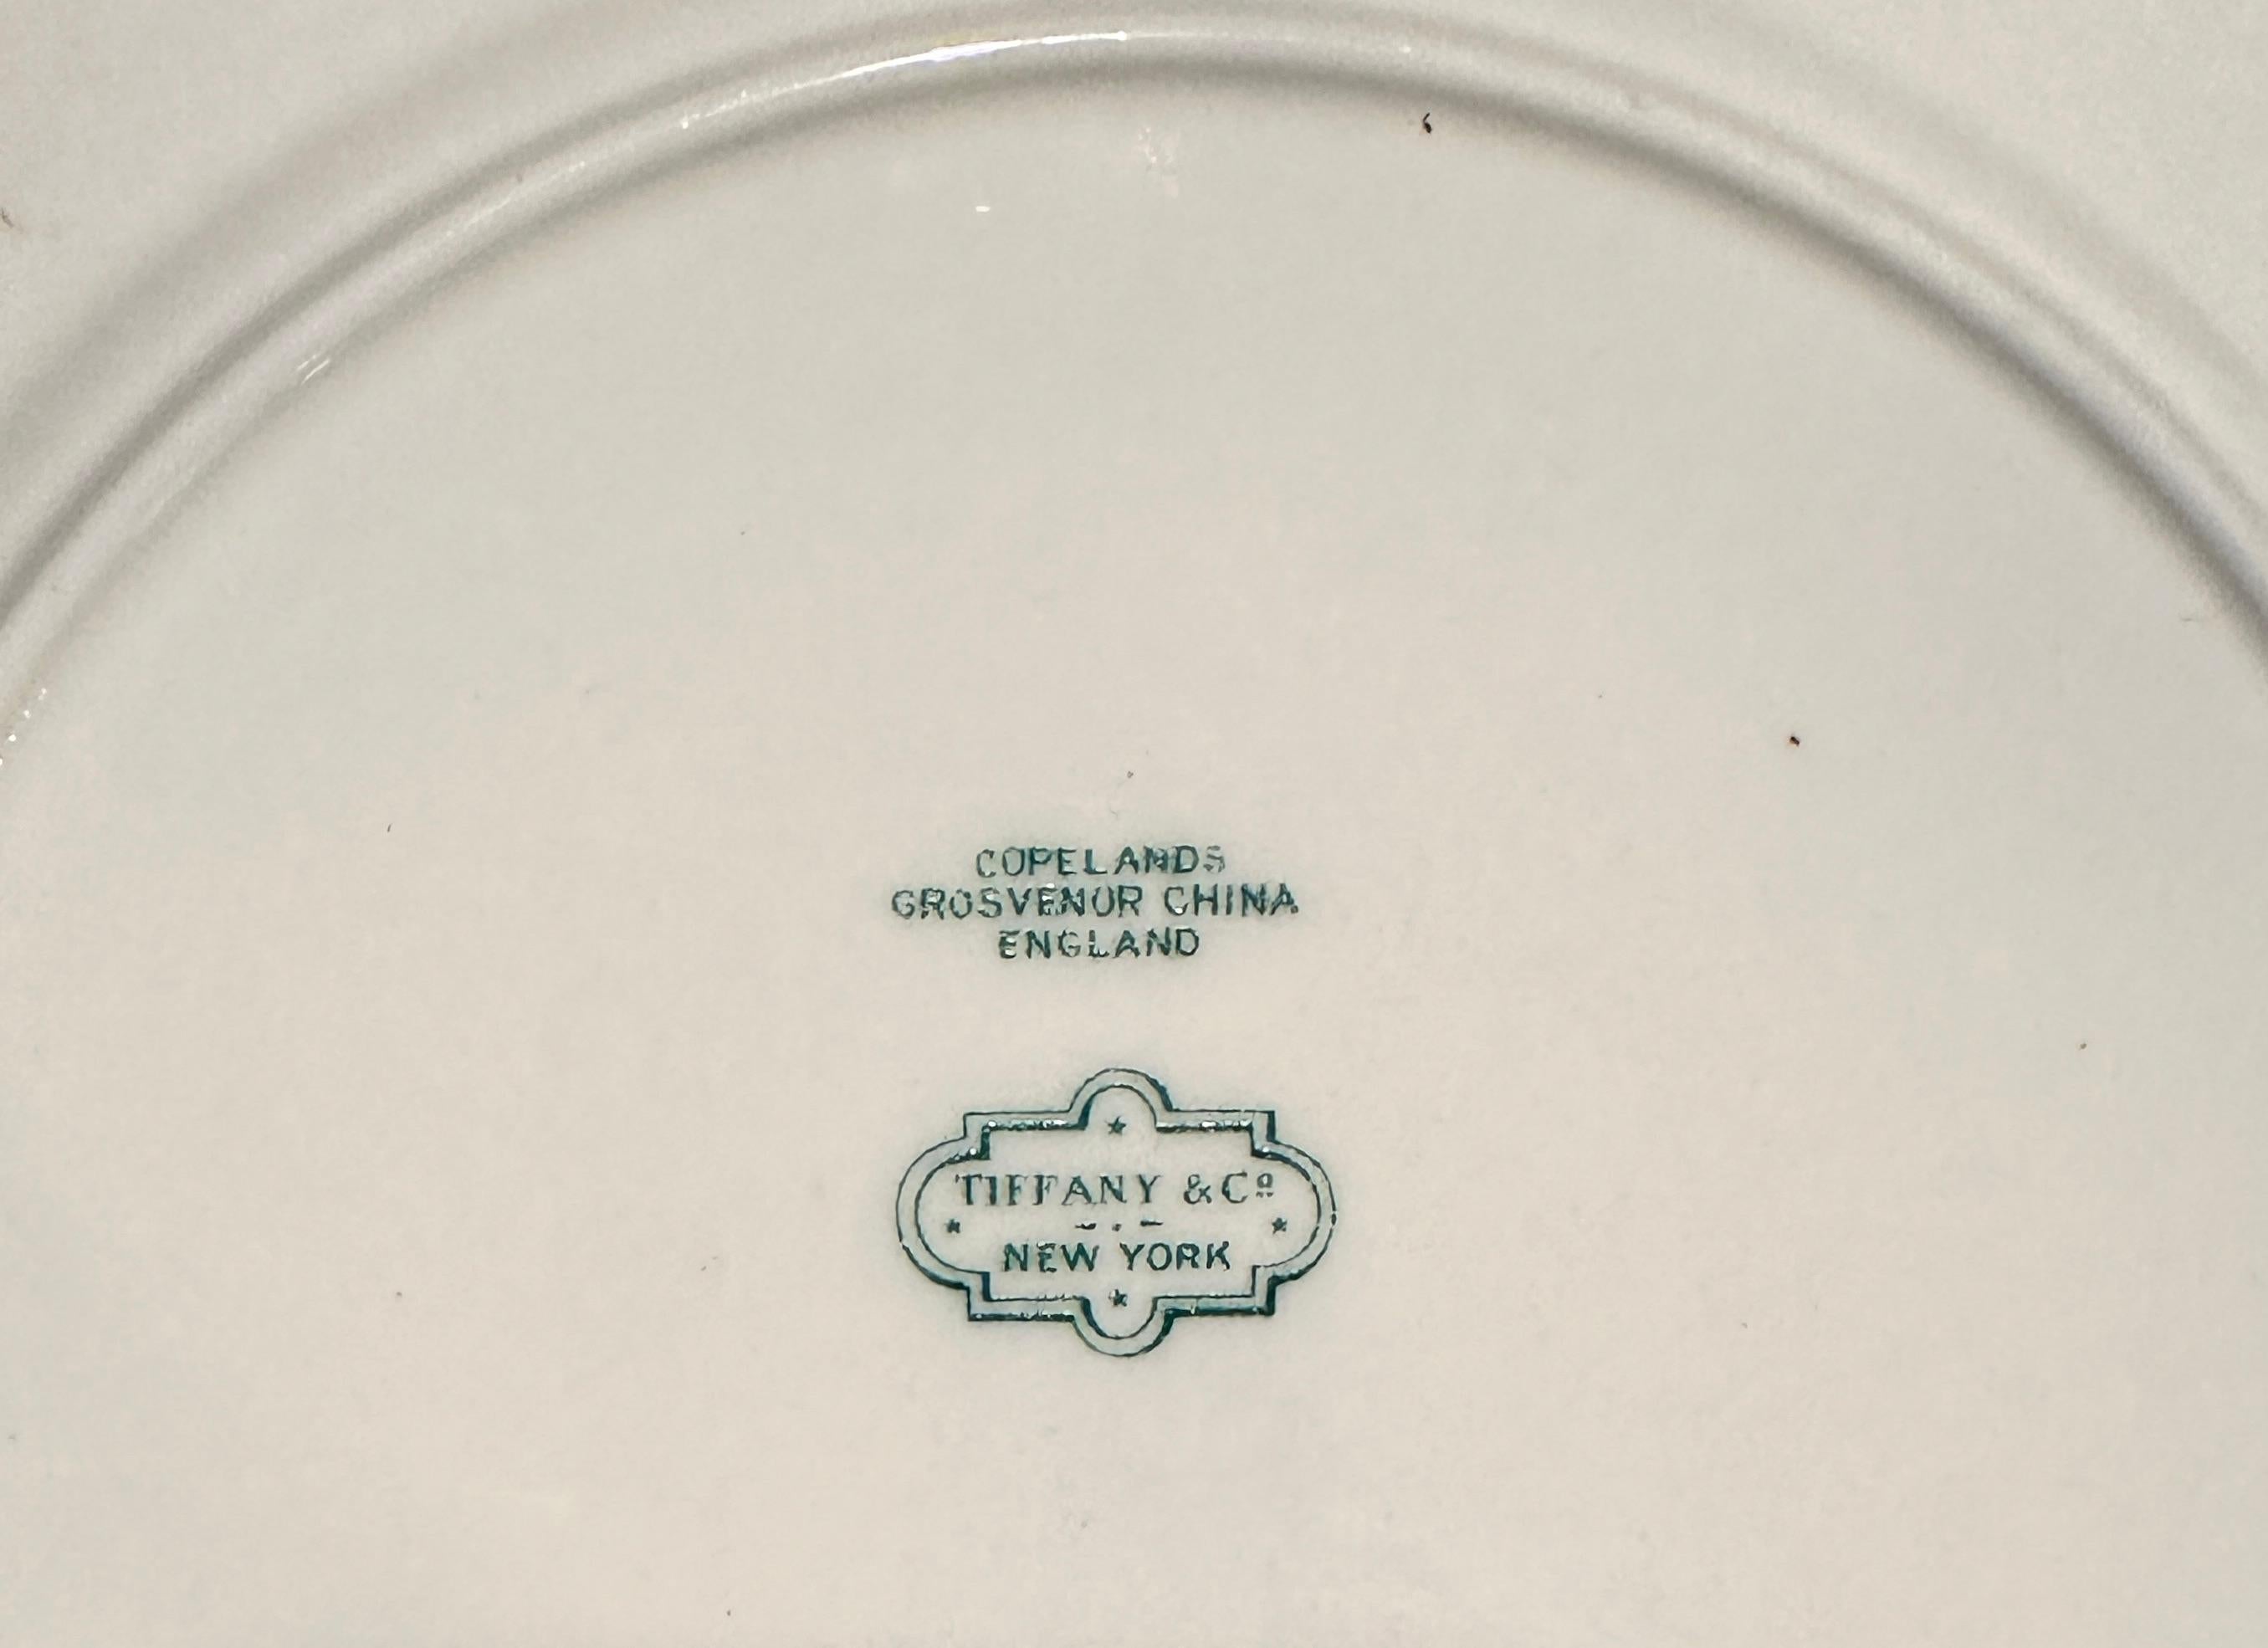 COPELANDS
GROSVENOR CHINA
ENGLAND
TIFFANY & Cº
NEW YORK